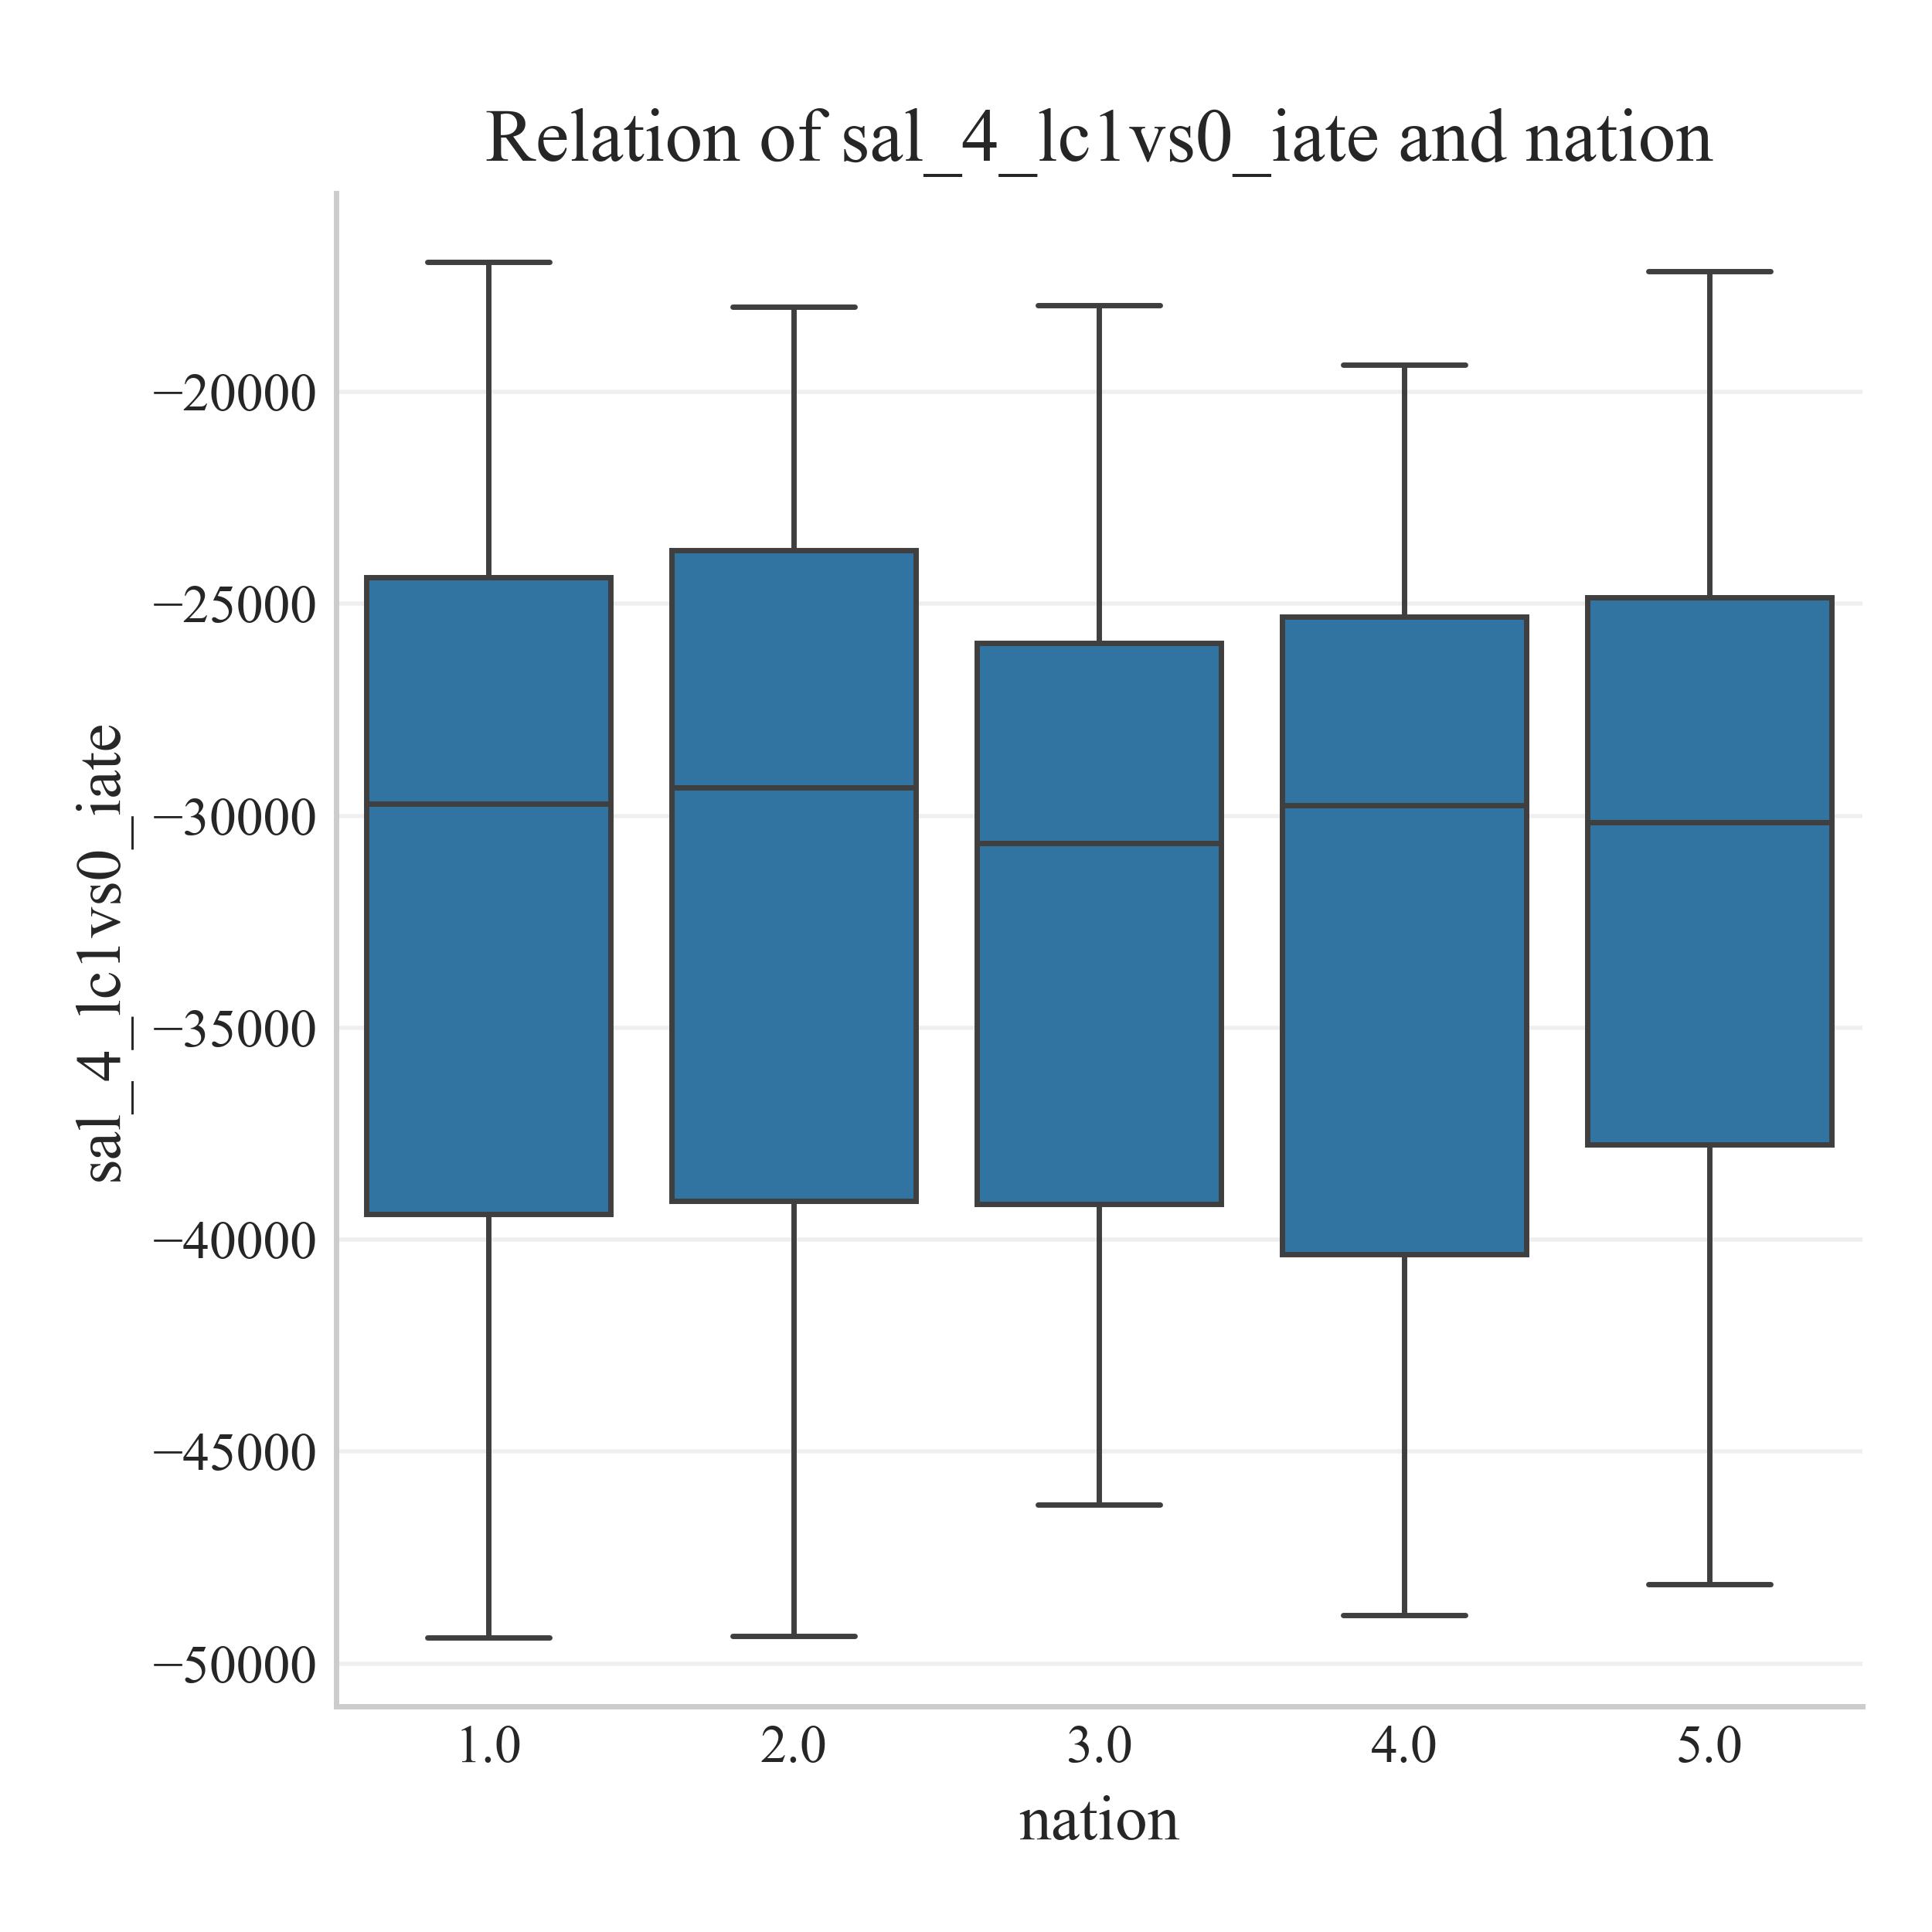 Relation of sal_4_lc1vs0_iate and nation
sal_4_lc1vs0_iate
−20000
−25000
−30000
−35000
−40000
−45000
−50000
1.0 2.0 3.0 4.0 5.0
nation